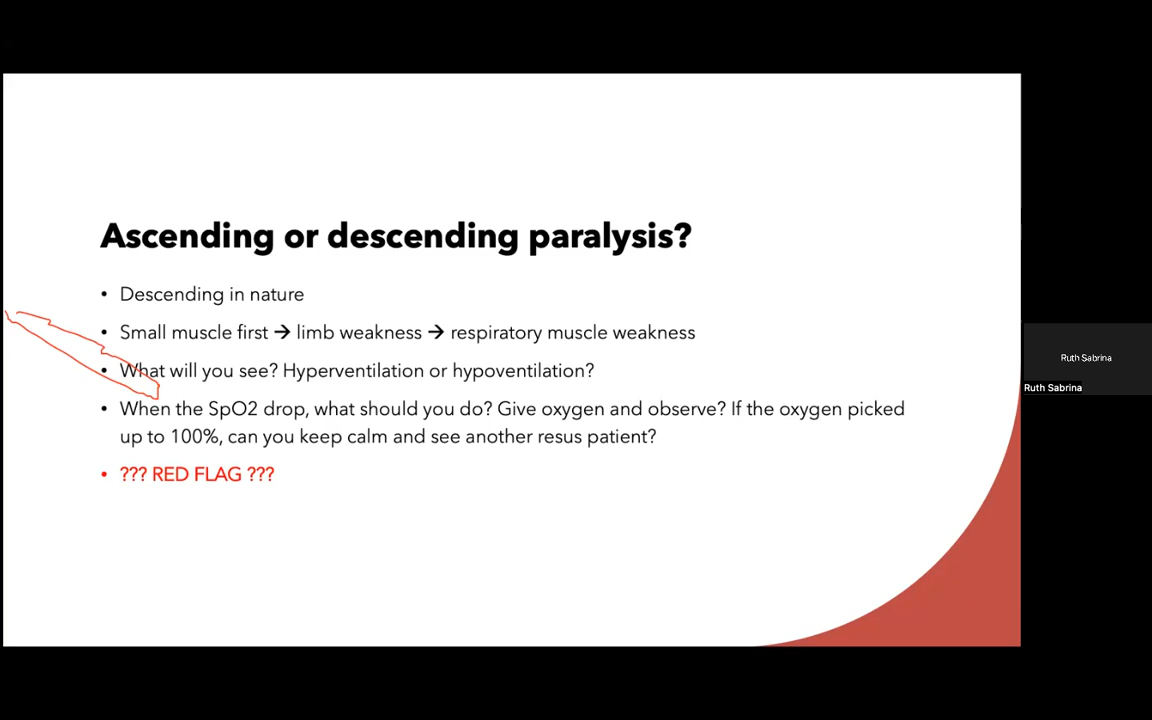 Ascending or descending paralysis?
• Descending in nature
• Small muscle first → limb weakness → respiratory muscle weakness
• What will you see? Hyperventilation or hypoventilation?
• When the SpO2 drop, what should you do? Give oxygen and observe? If the oxygen picked
up to 100%, can you keep calm and see another resus patient?
• ??? RED FLAG ???
Ruth Sabrina
Ruth Sabrina